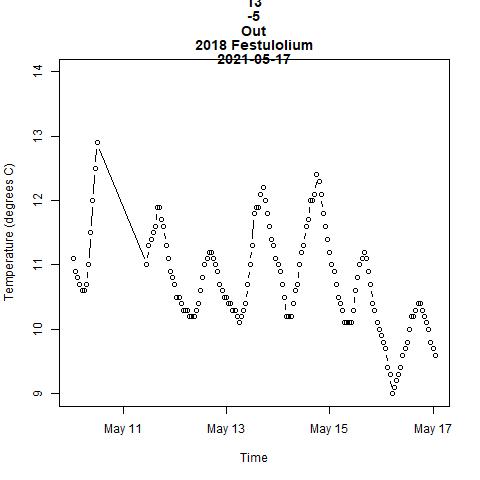 13
-5
Out
2018 Festulolium
2021-05-17
Temperature (degrees C)
14
13
12
11
10
9
May 11
May 13
May 15
May 17
Time